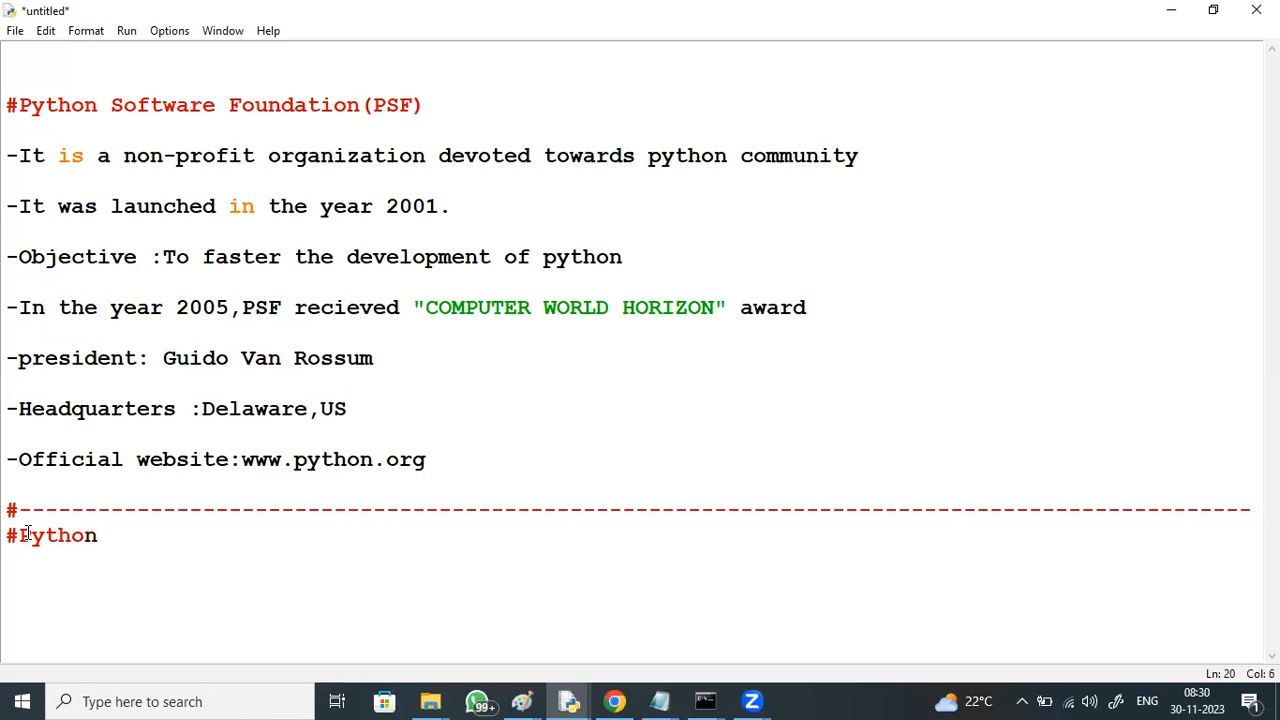 *untitled*
File Edit Format Run Options Window Help
#Python Software Foundation(PSF)
-It is a non-profit organization devoted towards python community
-It was launched in the year 2001.
-Objective :To faster the development of python
-In the year 2005,PSF recieved "COMPUTER WORLD HORIZON" award
-president: Guido Van Rossum
-Headquarters :Delaware,US
-Official website:www.python.org
#----------------------------------------------------------------------------------------------
#Python
Ln: 20 Col: 6
Type here to search
99+
22°C
ENG
08:30
30-11-2023
1